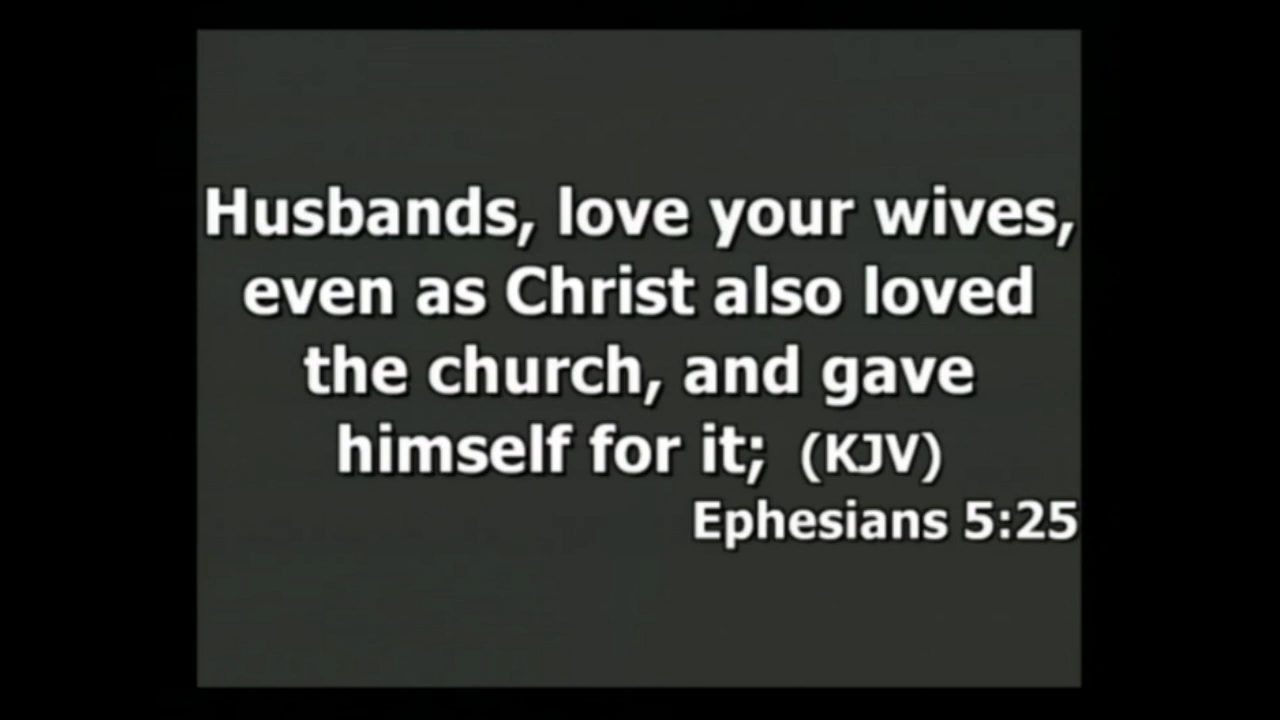 Husbands, love your wives,
even as Christ also loved
the church, and gave
himself for it; (KJV)
Ephesians 5:25